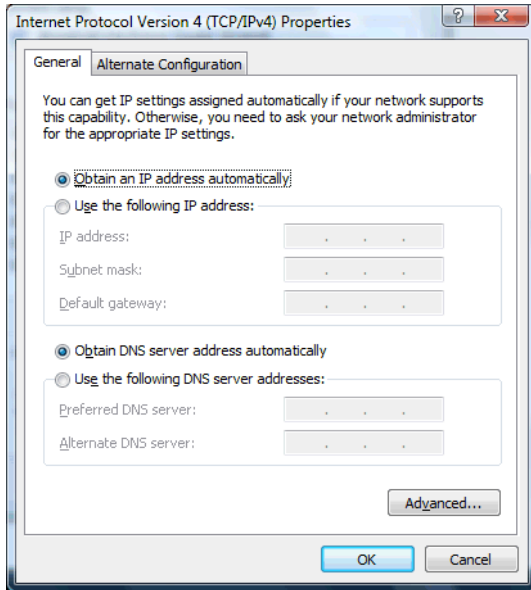 Internet Protocol Version 4 (TCP/IPv4) Properties
General
Alternate Configuration
You can get IP settings assigned automatically if your network supports
this capability. Otherwise, you need to ask your network administrator
for the appropriate IP settings.
Obtain an IP address automatically
Use the following IP address:
IP address:
Subnet mask:
Default gateway:
Obtain DNS server address automatically
Use the following DNS server addresses:
Preferred DNS server:
Alternate DNS server:
Advanced...
OK
Cancel